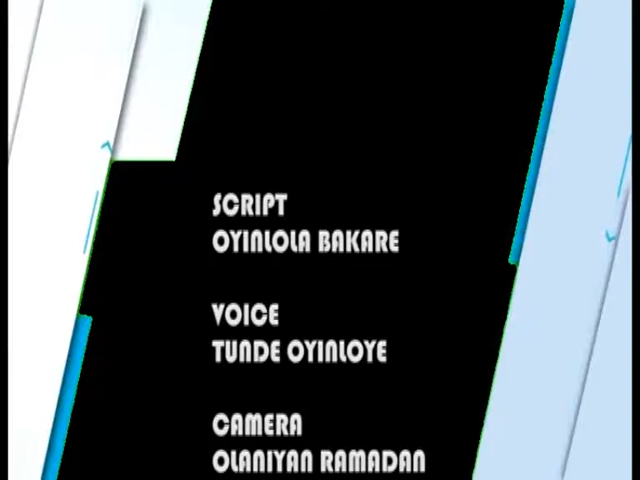 SCRIPT
OYINLOLA BAKARE
VOICE
TUNDE OYINLOYE
CAMERA
OLANIYAN RAMADAN